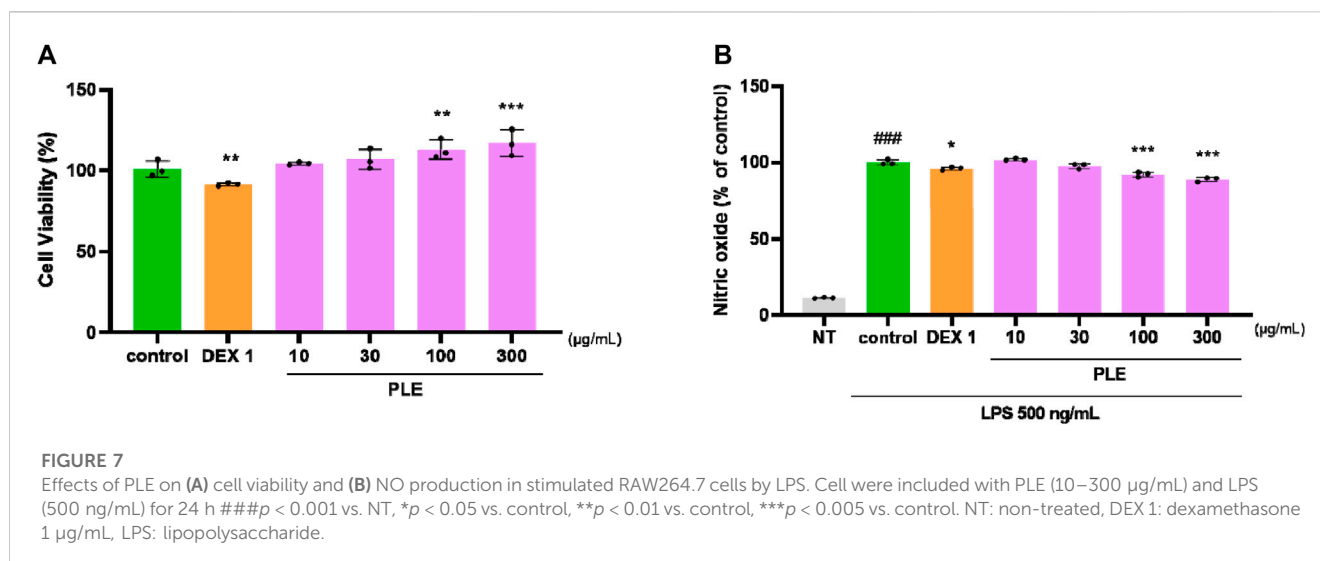 A
Cell Viability (%)
150
100
50
0
** ** ***
control DEX 1 10 30 100 300 (µg/mL)
PLE
B
Nitric oxide (% of control)
150
100
50
0
### * *** ***
NT control DEX 1 10 30 100 300 (µg/mL)
PLE
LPS 500 ng/mL
FIGURE 7
Effects of PLE on (A) cell viability and (B) NO production in stimulated RAW264.7 cells by LPS. Cell were included with PLE (10–300 µg/mL) and LPS
(500 ng/mL) for 24 h ###p < 0.001 vs. NT, *p < 0.05 vs. control, **p < 0.01 vs. control, ***p < 0.005 vs. control. NT: non-treated, DEX 1: dexamethasone
1 µg/mL, LPS: lipopolysaccharide.